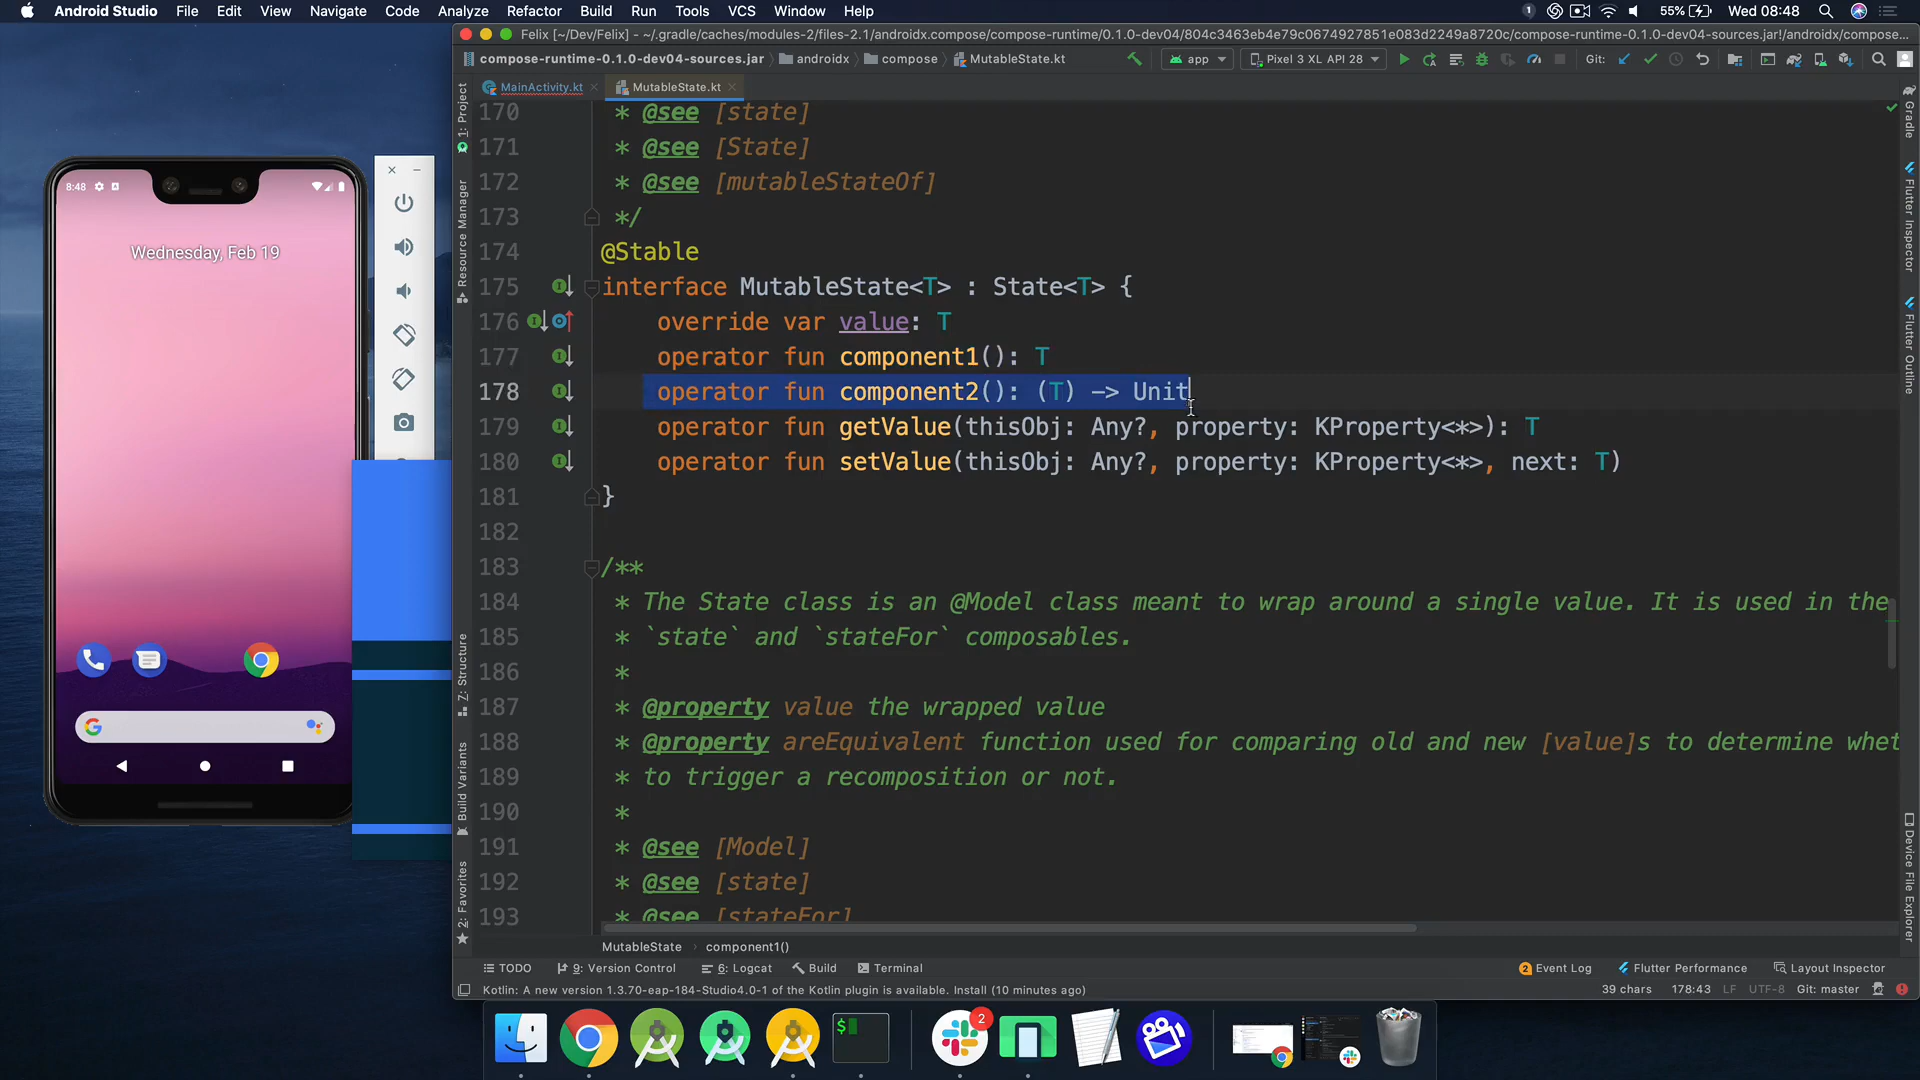 Android Studio File Edit View Navigate Code Analyze Refactor Build Run Tools VCS Window Help 1 55% Wed 08:48
Felix [~/Dev/Felix] - ~/.gradle/caches/modules-2/files-2.1/androidx.compose/compose-runtime/0.1.0-dev04/804c3463eb4e79c0674927851e083d2249a8720c/compose-runtime-0.1.0-dev04-sources.jar!/androidx/compose...
compose-runtime-0.1.0-dev04-sources.jar androidx compose MutableState.kt app Pixel 3 XL API 28 Git:
MainActivity.kt MutableState.kt
170 * @see [state]
171 * @see [State]
172 * @see [mutableStateOf]
173 */
174 @Stable
175 interface MutableState<T> : State<T> {
176 override var value: T
177 operator fun component1(): T
178 operator fun component2(): (T) -> Unit
179 operator fun getValue(thisObj: Any?, property: KProperty<*>): T
180 operator fun setValue(thisObj: Any?, property: KProperty<*>, next: T)
181 }
182
183 /**
184 * The State class is an @Model class meant to wrap around a single value. It is used in the
185 * `state` and `stateFor` composables.
186 *
187 * @property value the wrapped value
188 * @property areEquivalent function used for comparing old and new [value]s to determine whet
189 * to trigger a recomposition or not.
190 *
191 * @see [Model]
192 * @see [state]
193 * @see [stateFor]
MutableState component1()
TODO 9: Version Control 6: Logcat Build Terminal 2 Event Log Flutter Performance Layout Inspector
Kotlin: A new version 1.3.70-eap-184-Studio4.0-1 of the Kotlin plugin is available. Install (10 minutes ago) 39 chars 178:43 LF UTF-8 Git: master
1: Project
Resource Manager
Z: Structure
Build Variants
2: Favorites
Gradle
Flutter Inspector
Flutter Outline
Device File Explorer
8:48
Wednesday, Feb 19
G
$
2